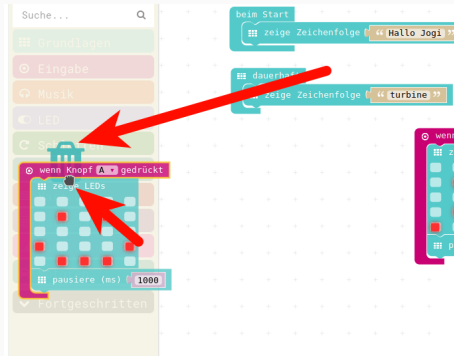 Suche...
Grundlagen
Eingabe
Musik
LED
Fortgeschritten
wenn Knopf A gedrückt
zeige LEDs
pausiere (ms) 1000
beim Start
zeige Zeichenfolge "Hallo Jogi"
dauerhaft
zeige Zeichenfolge "turbine"
wenn